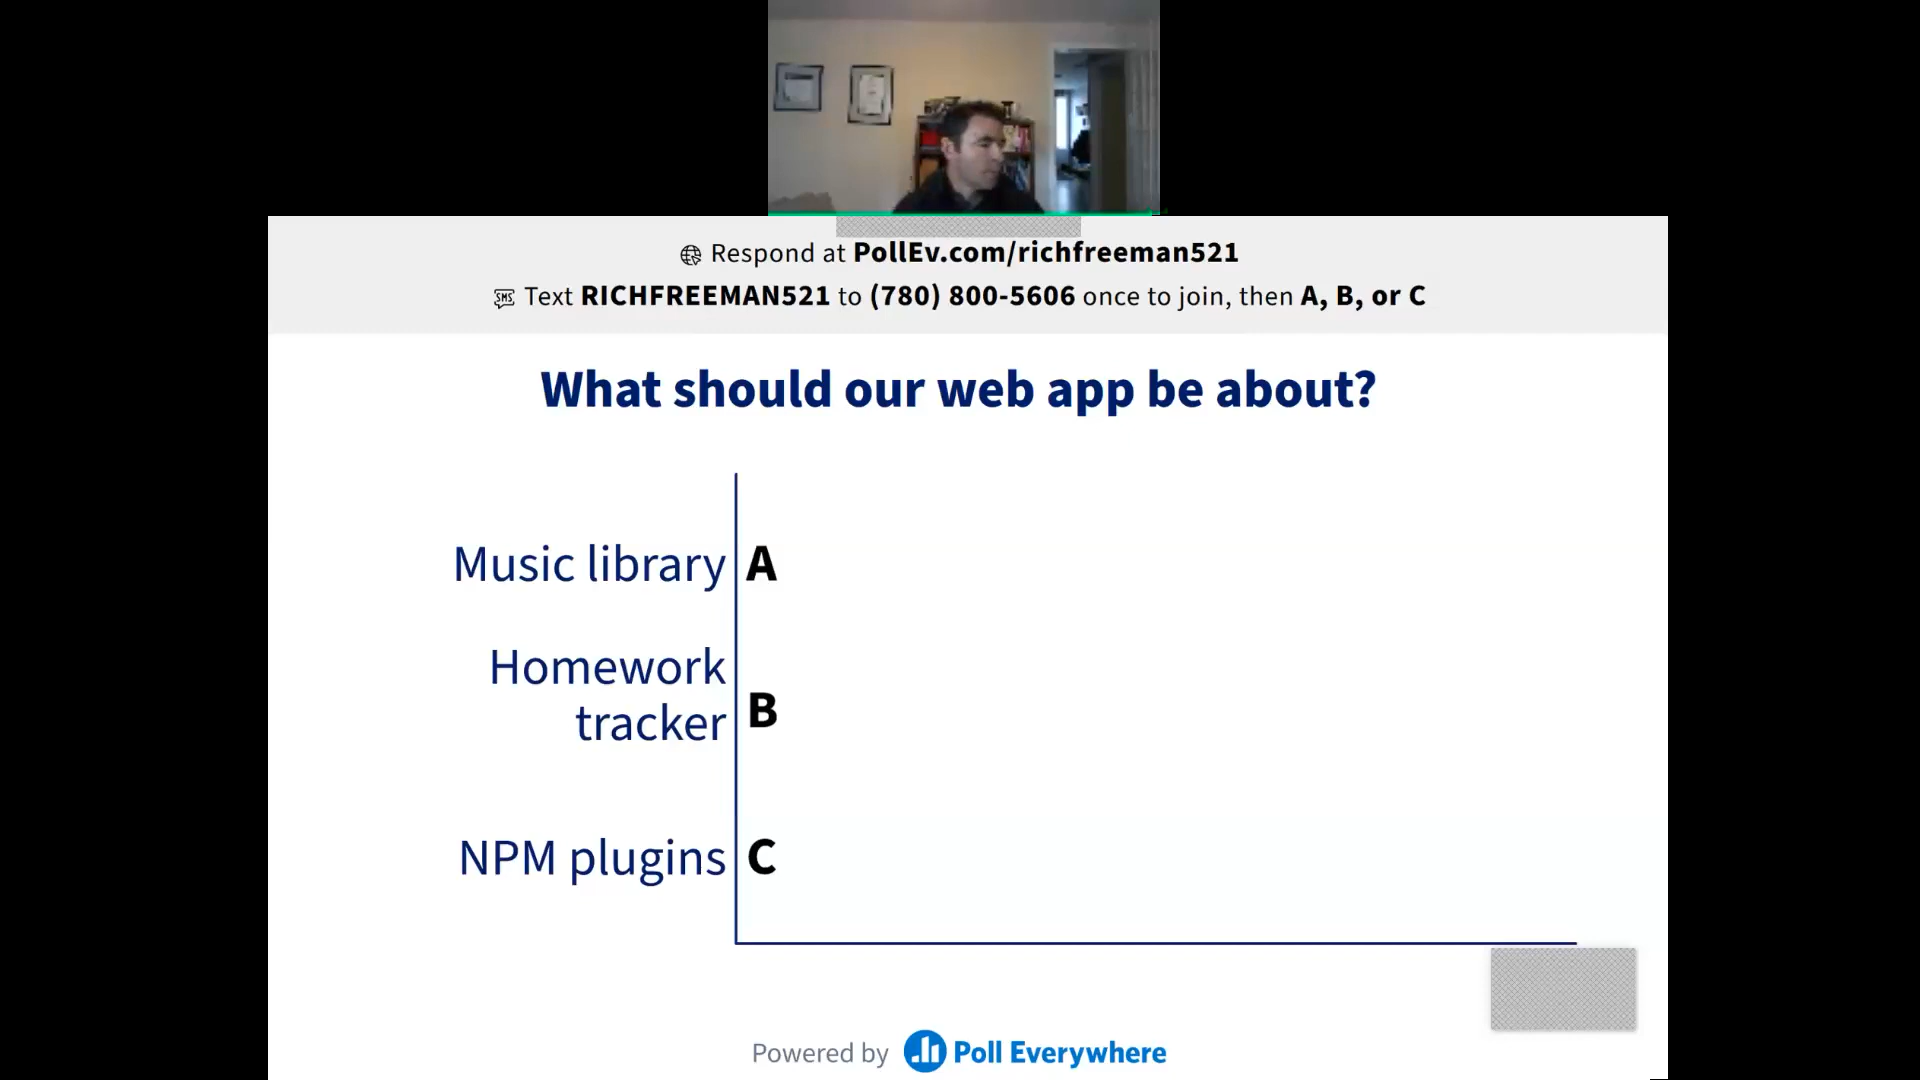 Respond at PollEv.com/richfreeman521
Text RICHFREEMAN521 to (780) 800-5606 once to join, then A, B, or C
What should our web app be about?
Music library A
Homework
tracker B
NPM plugins C
Powered by Poll Everywhere